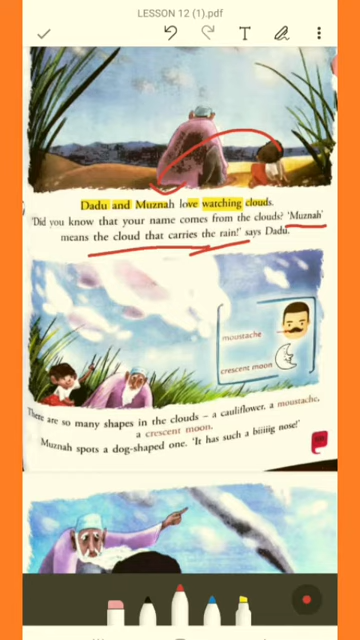 LESSON 12 (1).pdf
T
Dadu and Muznah love watching clouds.
'Did you know that your name comes from the clouds? 'Muznah'
means the cloud that carries the rain!' says Dadu.
moustache
crescent moon
There are so many shapes in the clouds – a cauliflower, a moustache,
a crescent moon.
Muznah spots a dog-shaped one. 'It has such a biiiiig nose!'